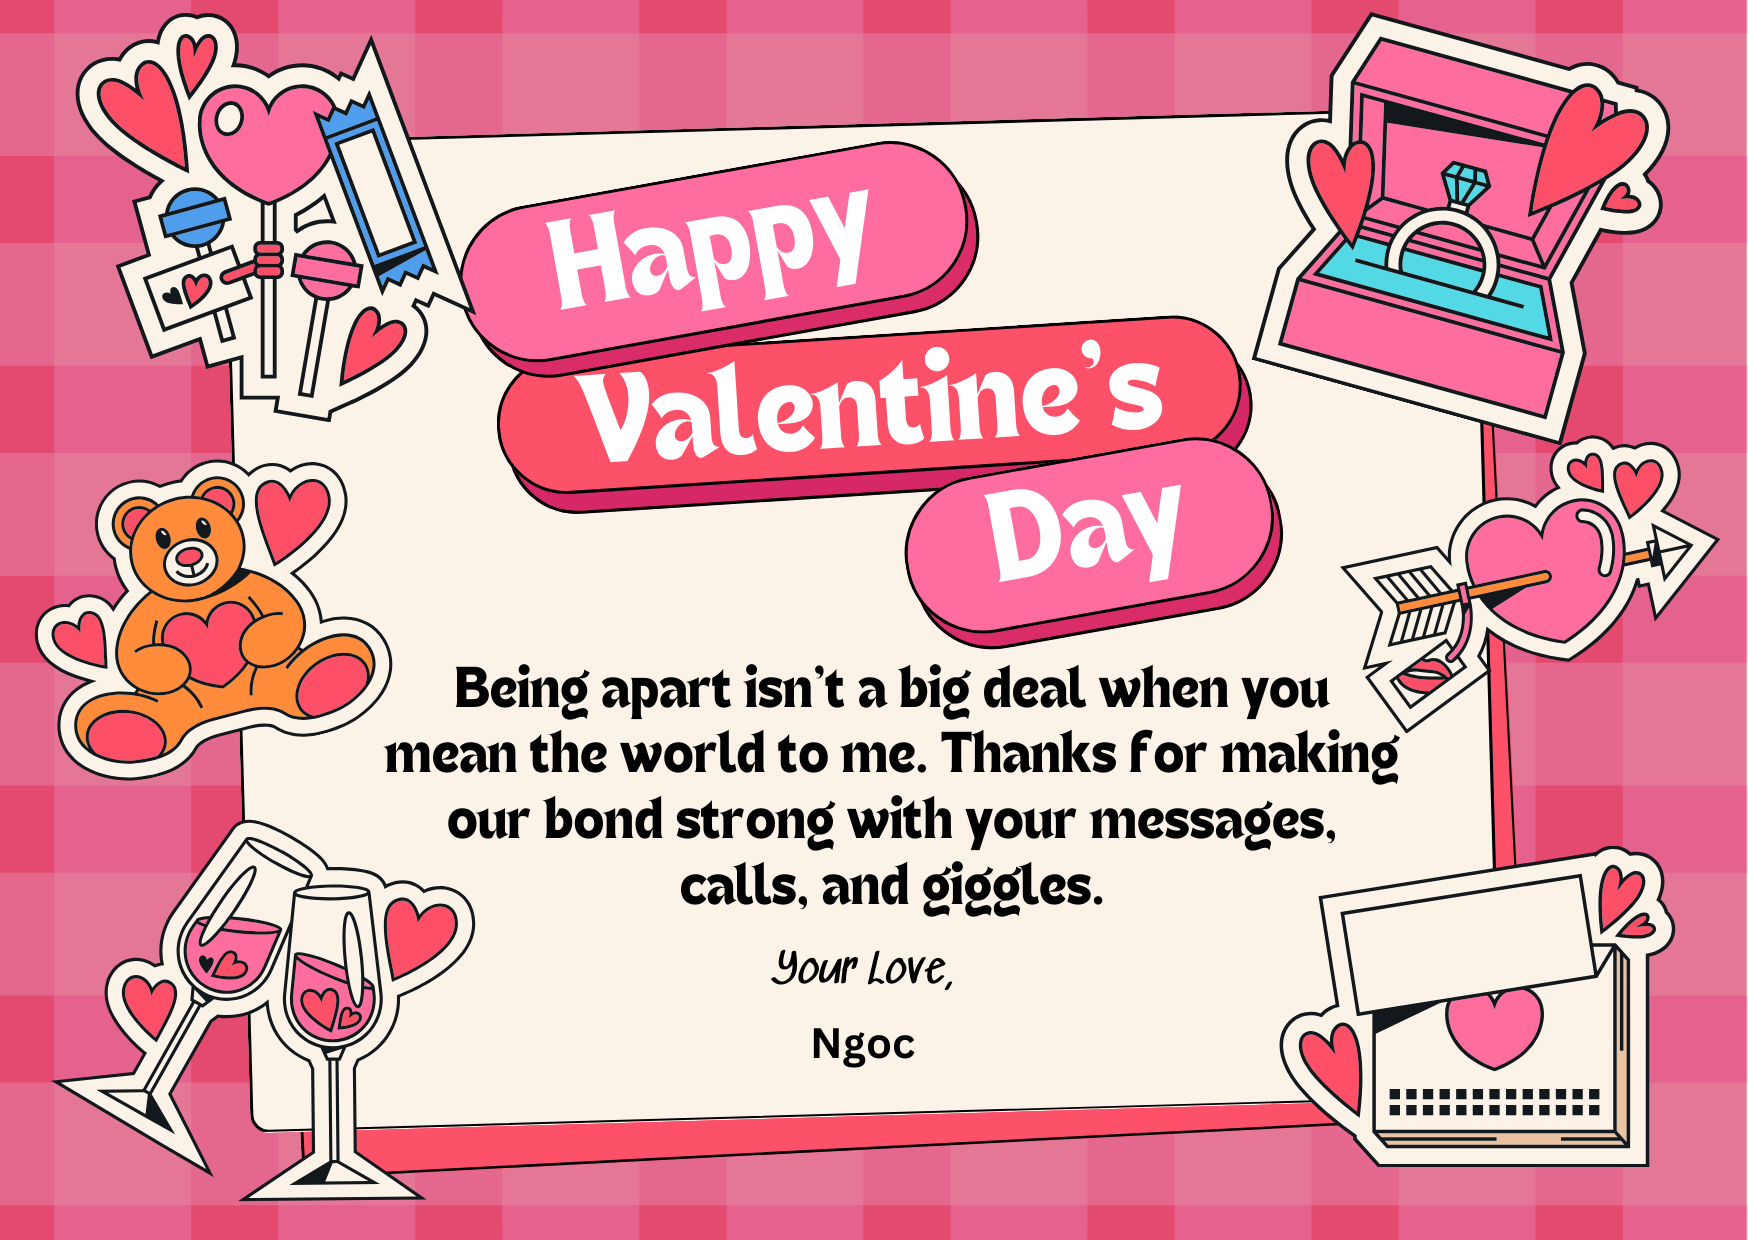 Happy
Valentine's
Day
Being apart isn't a big deal when you
mean the world to me. Thanks for making
our bond strong with your messages,
calls, and giggles.
Your Love,
Ngoc